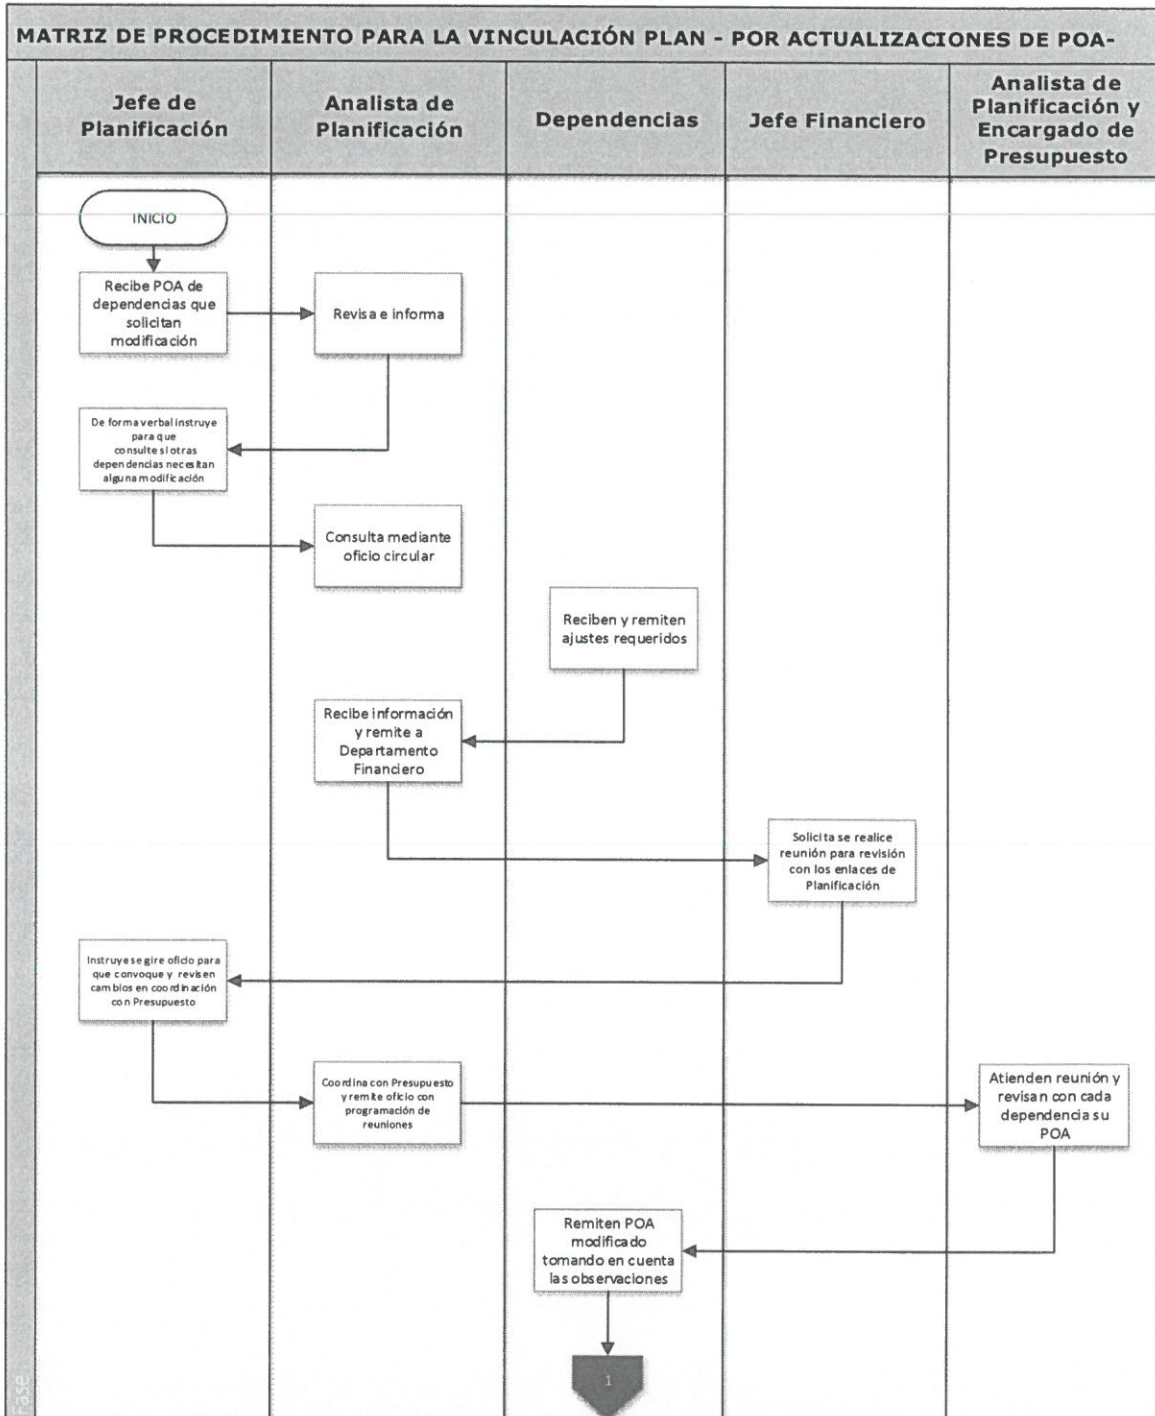 MATRIZ DE PROCEDIMIENTO PARA LA VINCULACIÓN PLAN - POR ACTUALIZACIONES DE POA-
Jefe de
Planificación
Analista de
Planificación
Dependencias
Jefe Financiero
Analista de
Planificación y
Encargado de
Presupuesto
INICIO
Recibe POA de
dependencias que
solicitan
modificación
Revisa e informa
De forma verbal instruye
para que
consulte si otras
dependencias necesitan
alguna modificación
Consulta mediante
oficio circular
Reciben y remiten
ajustes requeridos
Recibe información
y remite a
Departamento
Financiero
Solicita se realice
reunión para revisión
con los enlaces de
Planificación
Instruye se gire oficio para
que convoque y revisen
cambios en coordinación
con Presupuesto
Coordina con Presupuesto
y remite oficio con
programación de
reuniones
Atienden reunión y
revisan con cada
dependencia su
POA
Remiten POA
modificado
tomando en cuenta
las observaciones
1
Fase